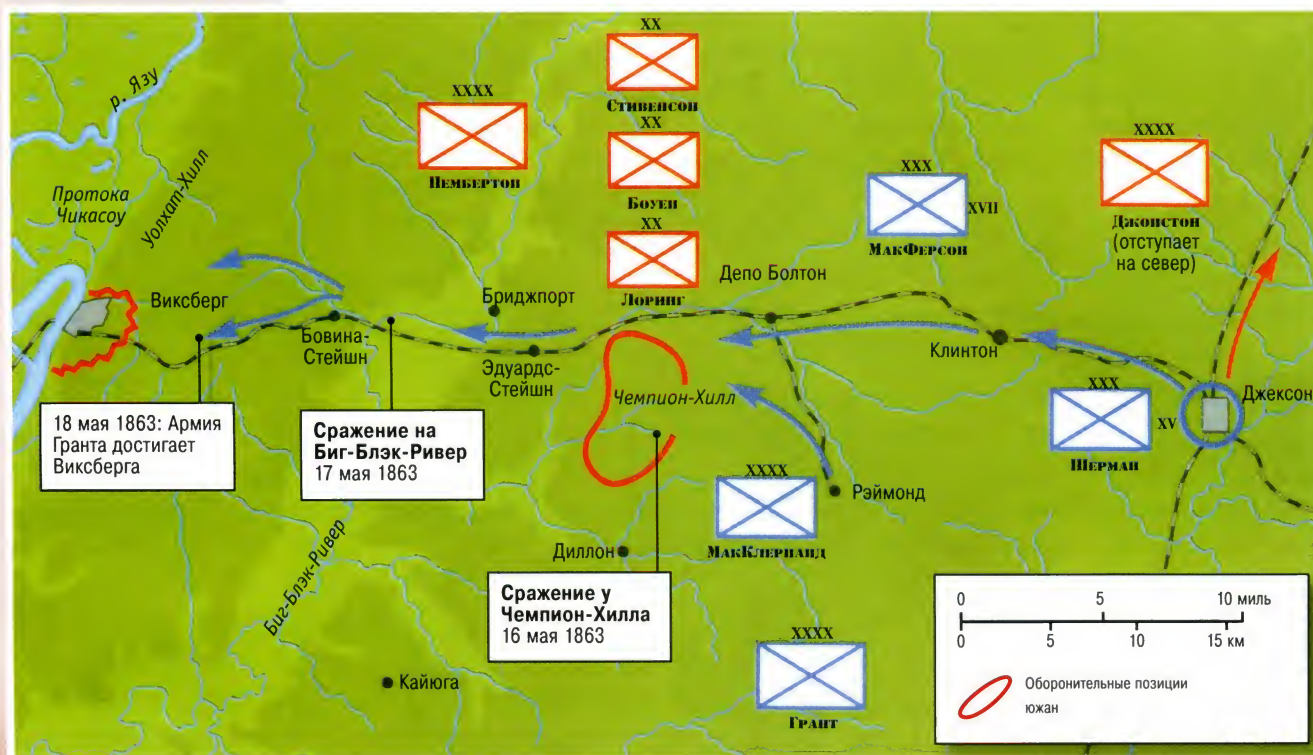 XX
СТИВЕНСОН
XXXX
ПЕМБЕРТОН
XX
БОУЕН
XX
ЛОРИНГ
XXX
XVII
МАКФЕРСОН
XXXX
ДЖОНСТОН
(отступает
на север)
р. Язу
Протока
Чикасоу
Уолхат-Хилл
Виксберг
Бриджпорт
Депо Болтон
Бовина-
Стейшн
Эдуардс-
Стейшн
Чемпион-Хилл
Клинтон
Джексон
XXX
XV
ШЕРМАН
18 мая 1863: Армия
Гранта достигает
Виксберга
Сражение на
Биг-Блэк-Ривер
17 мая 1863
XXXX
МАККЛЕРНАНД
Рэймонд
Диллон
Биг-Блэк-Ривер
Сражение у
Чемпион-Хилла
16 мая 1863
Кайюга
XXXX
ГРАНТ
0 5 10 миль
0 5 10 15 км
Оборонительные позиции
южан